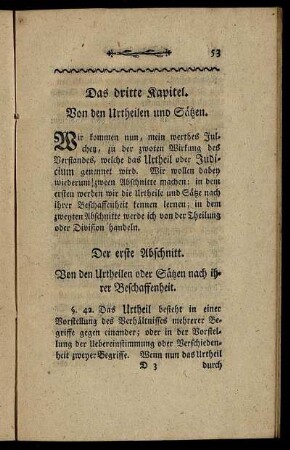 53
Das dritte Kapitel.
Von den Urtheilen und Sätzen.
Wir kommen nun, mein werthes Jul-
chen, zu der zwoten Wirkung des
Verstandes, welche das Urtheil oder Judi-
cium genennet wird. Wir wollen dabey
wiederum zween Abschnitte machen: in dem
ersten werden wir die Urtheile und Sätze nach
ihrer Beschaffenheit kennen lernen; in dem
zweyten Abschnitte werde ich von der Theilung
oder Division handeln.
Der erste Abschnitt.
Von den Urtheilen oder Sätzen nach ih-
rer Beschaffenheit.
§. 42. Das Urtheil besteht in einer
Vorstellung des Verhältnisses mehrerer Be-
griffe gegen einander; oder in der Vorstel-
lung der Uebereinstimmung oder Verschieden-
heit zweyer Begriffe. Wenn nun das Urtheil
D 3 durch